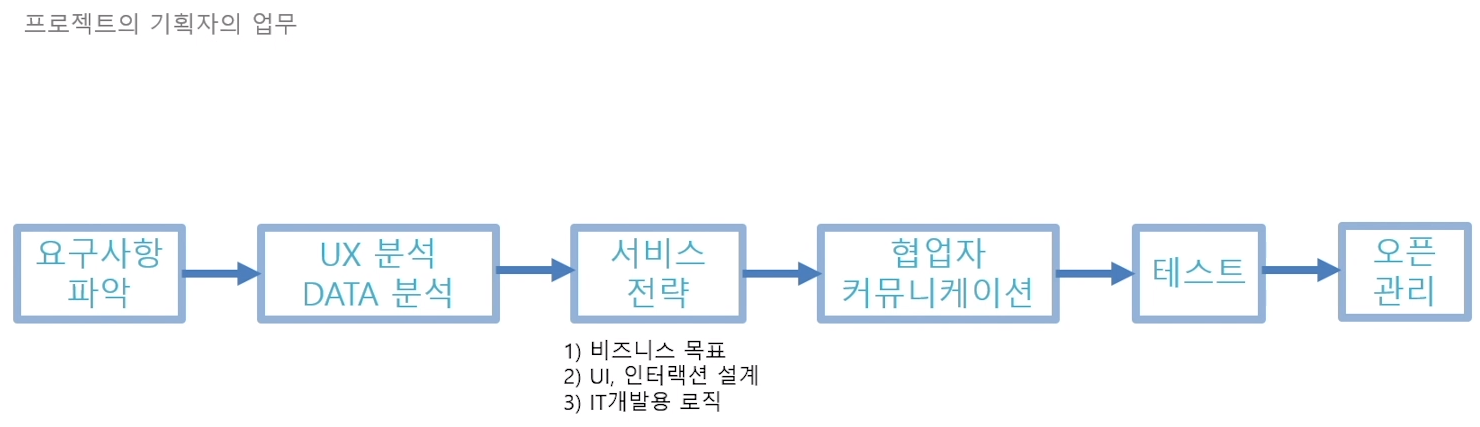 프로젝트의 기획자의 업무
요구사항
파악
UX 분석
DATA 분석
서비스
전략
협업자
커뮤니케이션
테스트
오픈
관리
1) 비즈니스 목표
2) UI, 인터랙션 설계
3) IT개발용 로직